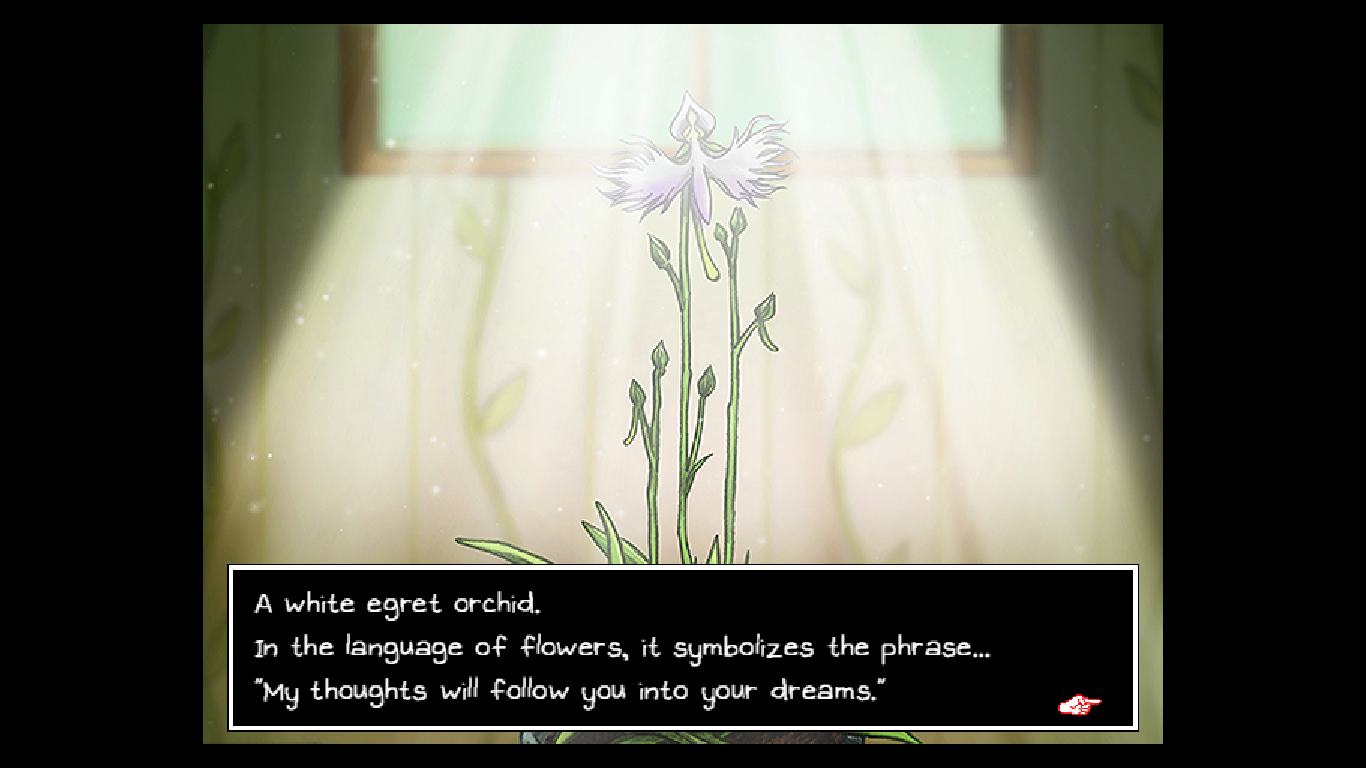 A white egret orchid.
In the language of flowers, it symbolizes the phrase...
"My thoughts will follow you into your dreams."